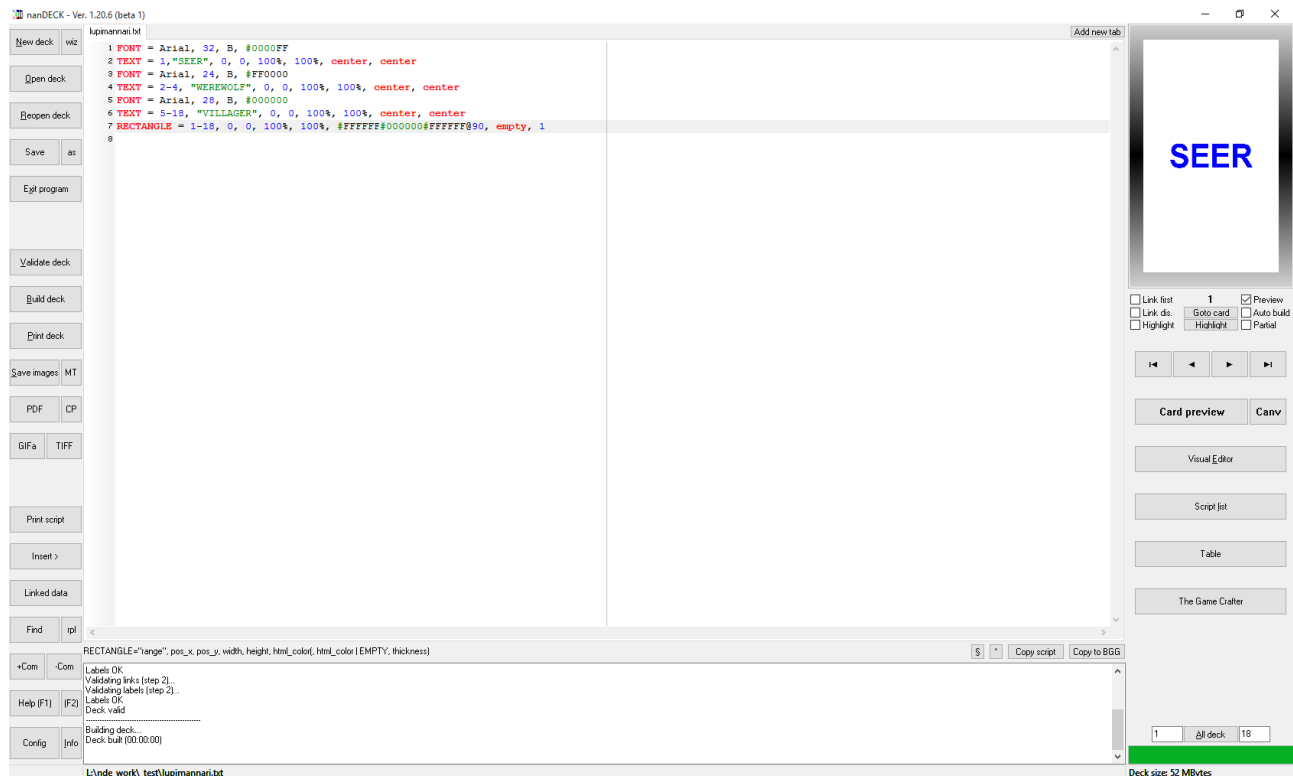 nanDECK - Ver. 1.20.6 (beta 1)
New deck wiz
Open deck
Reopen deck
Save as
Exit program
Validate deck
Build deck
Print deck
Save images MT
PDF CP
GIFa TIFF
Print script
Insert >
Linked data
Find rpl
+Com -Com
Help (F1) (F2)
Config Info
lupimannari.txt
Add new tab
1 FONT = Arial, 32, B, #0000FF
2 TEXT = 1,"SEER", 0, 0, 100%, 100%, center, center
3 FONT = Arial, 24, B, #FF0000
4 TEXT = 2-4, "WEREWOLF", 0, 0, 100%, 100%, center, center
5 FONT = Arial, 28, B, #000000
6 TEXT = 5-18, "VILLAGER", 0, 0, 100%, 100%, center, center
7 RECTANGLE = 1-18, 0, 0, 100%, 100%, #FFFFFF#000000#FFFFFF@90, empty, 1
8
RECTANGLE="range", pos_x, pos_y, width, height, html_color[, html_color | EMPTY, thickness]
§ * Copy script Copy to BGG
Labels OK
Validating links (step 2)...
Validating labels (step 2)...
Labels OK
Deck valid
--------------------------------------------------
Building deck...
Deck built (00:00:00)
L:\nde_work\_test\lupimannari.txt
SEER
Link first 1 Preview
Link dis. Goto card Auto build
Highlight Highlight Partial
Card preview Canv
Visual Editor
Script list
Table
The Game Crafter
1 All deck 18
Deck size: 52 MBytes